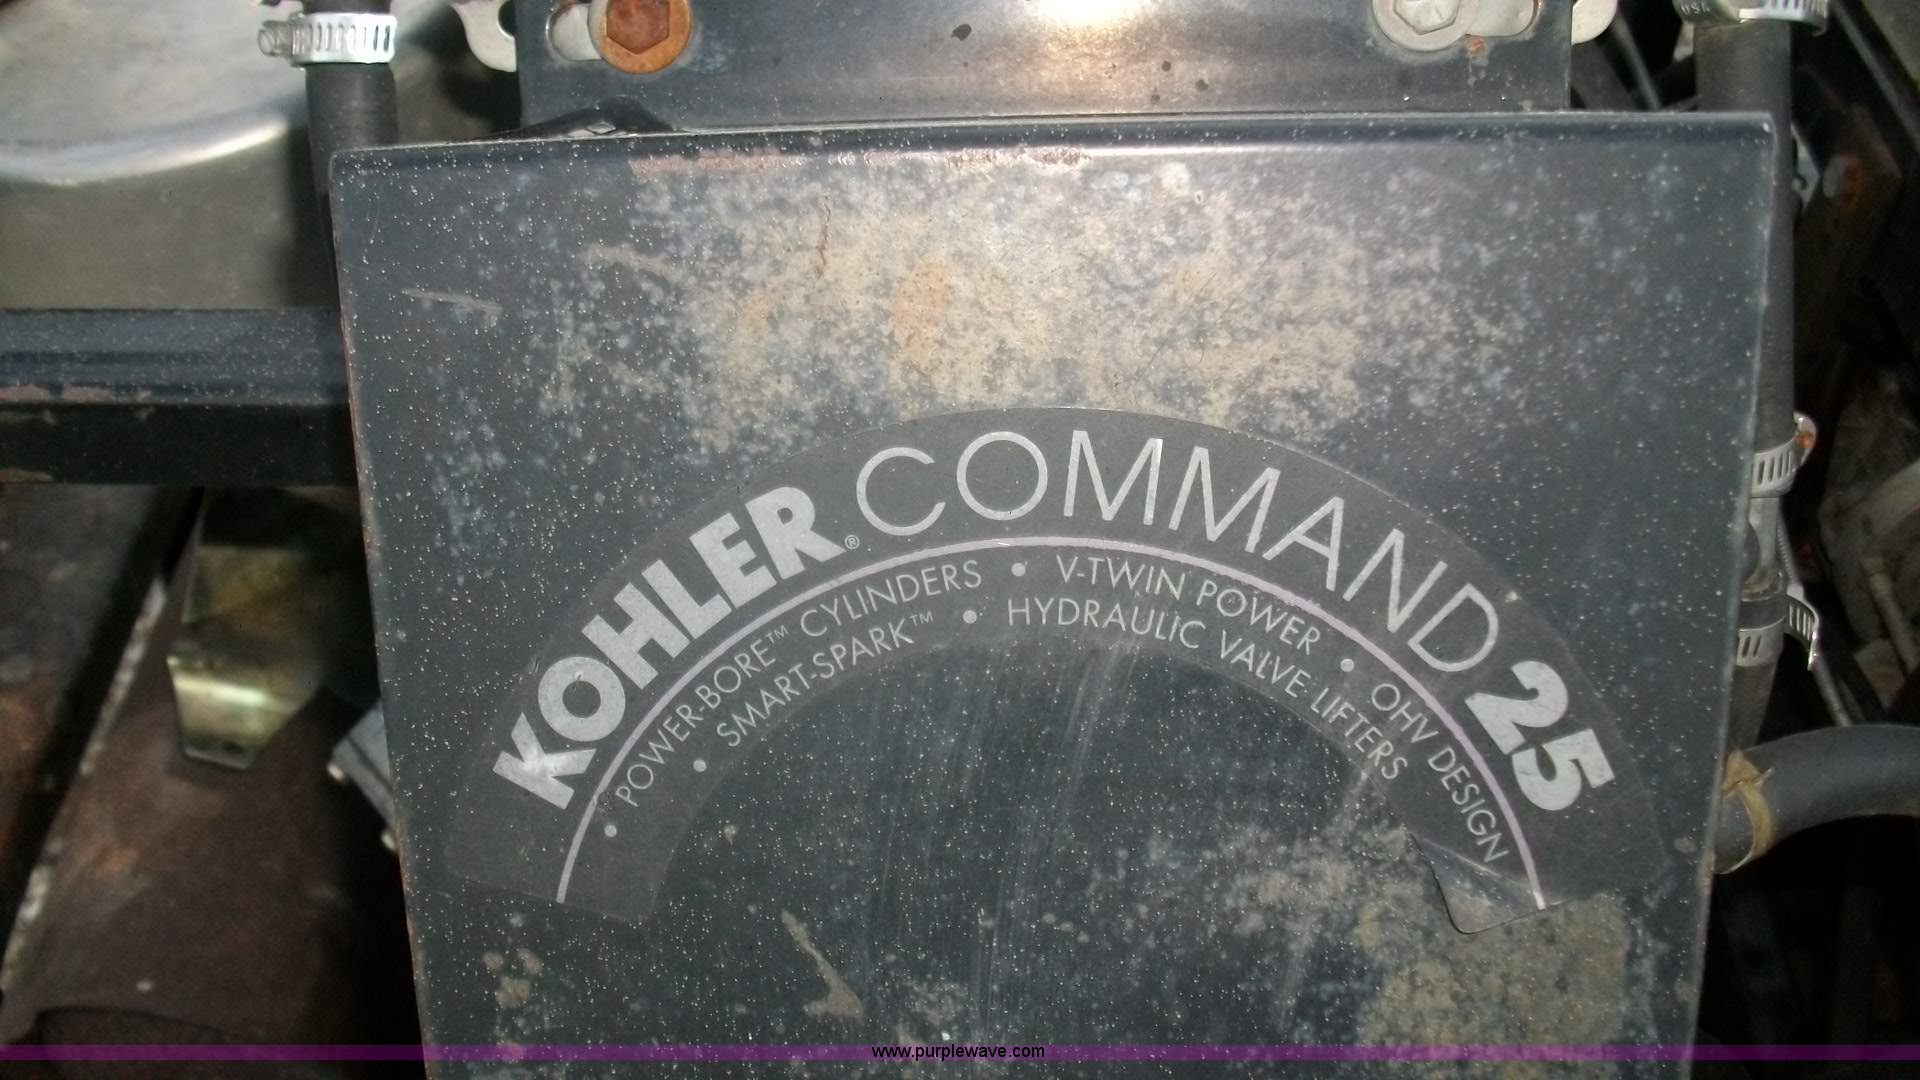 KOHLER® COMMAND 25
• POWER-BORE™ CYLINDERS • V-TWIN POWER • OHV DESIGN
• SMART-SPARK™ • HYDRAULIC VALVE LIFTERS
www.purplewave.com